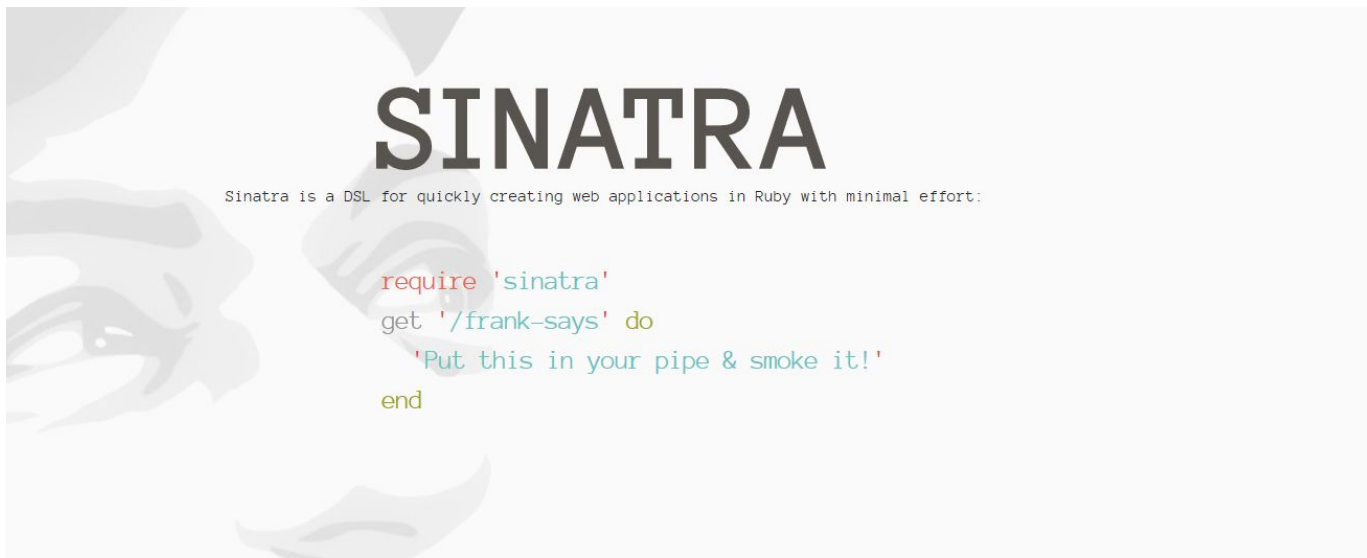 SINATRA
Sinatra is a DSL for quickly creating web applications in Ruby with minimal effort:
require 'sinatra'
get '/frank-says' do
  'Put this in your pipe & smoke it!'
end